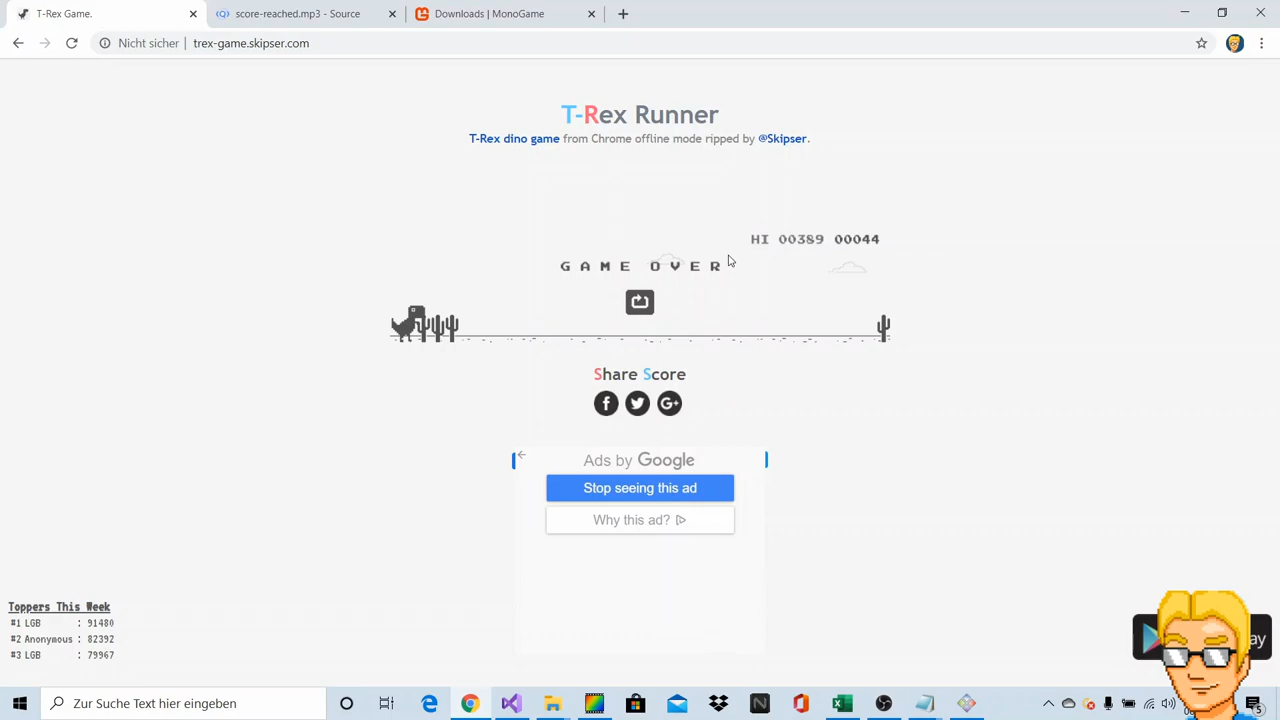 T-Rex Game.
score-reached.mp3 - Source
Downloads | MonoGame
Nicht sicher | trex-game.skipser.com
T-Rex Runner
T-Rex dino game from Chrome offline mode ripped by @Skipser.
HI 00389 00044
GAME OVER
Share Score
Ads by Google
Stop seeing this ad
Why this ad?
Toppers This Week
#1 LGB : 91480
#2 Anonymous : 82392
#3 LGB : 79967
Zur Suche Text hier eingeben